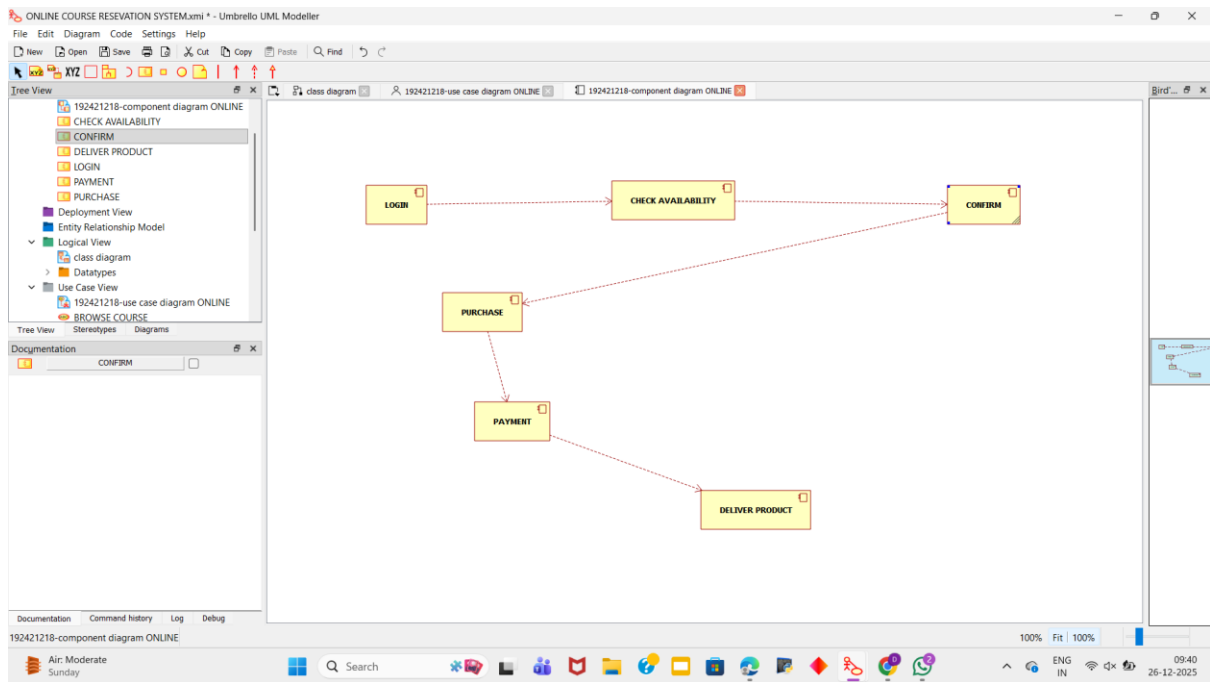 ONLINE COURSE RESEVATION SYSTEM.xmi * - Umbrello UML Modeller
File Edit Diagram Code Settings Help
New Open Save Cut Copy Paste Find
XYZ XYZ
Tree View
192421218-component diagram ONLINE
CHECK AVAILABILITY
CONFIRM
DELIVER PRODUCT
LOGIN
PAYMENT
PURCHASE
Deployment View
Entity Relationship Model
Logical View
class diagram
Datatypes
Use Case View
192421218-use case diagram ONLINE
BROWSE COURSE
Tree View Stereotypes Diagrams
Documentation
CONFIRM
Documentation Command history Log Debug
class diagram 192421218-use case diagram ONLINE 192421218-component diagram ONLINE
LOGIN CHECK AVAILABILITY CONFIRM
PURCHASE
PAYMENT
DELIVER PRODUCT
Bird'...
192421218-component diagram ONLINE 100% Fit 100%
Air: Moderate
Sunday
Search
2
ENG
IN
09:40
26-12-2025